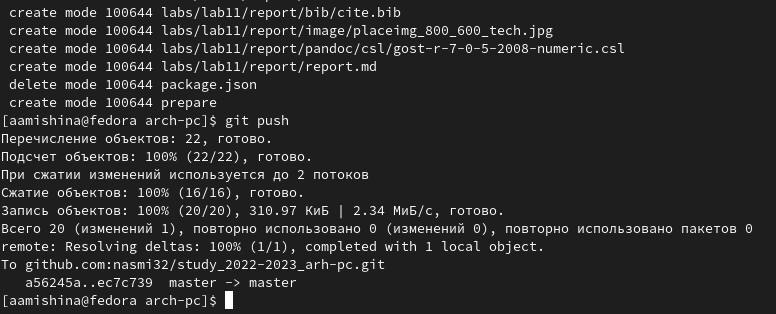 create mode 100644 labs/lab11/report/bib/cite.bib
create mode 100644 labs/lab11/report/image/placeimg_800_600_tech.jpg
create mode 100644 labs/lab11/report/pandoc/csl/gost-r-7-0-5-2008-numeric.csl
create mode 100644 labs/lab11/report/report.md
delete mode 100644 package.json
create mode 100644 prepare
[aamishina@fedora arch-pc]$ git push
Перечисление объектов: 22, готово.
Подсчет объектов: 100% (22/22), готово.
При сжатии изменений используется до 2 потоков
Сжатие объектов: 100% (16/16), готово.
Запись объектов: 100% (20/20), 310.97 КиБ | 2.34 МиБ/с, готово.
Всего 20 (изменений 1), повторно использовано 0 (изменений 0), повторно использовано пакетов 0
remote: Resolving deltas: 100% (1/1), completed with 1 local object.
To github.com:nasmi32/study_2022-2023_arh-pc.git
a56245a..ec7c739  master -> master
[aamishina@fedora arch-pc]$